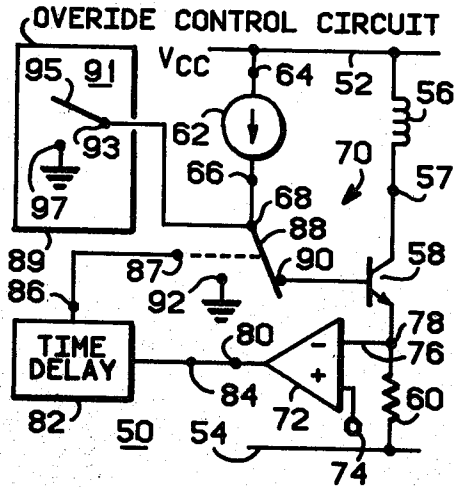 OVERIDE CONTROL CIRCUIT
95 91 VCC 64 52 56
93 62
97 66 70 57
68
89 88
87 90 58
86 92
78
TIME DELAY 80 − 76
+ 60
82 84 72
50 54 74